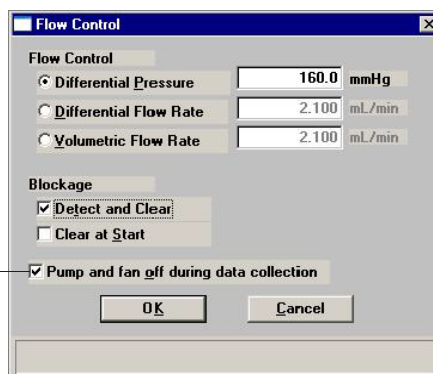 Flow Control
Flow Control
Differential Pressure 160.0 mmHg
Differential Flow Rate 2.100 mL/min
Volumetric Flow Rate 2.100 mL/min
Blockage
Detect and Clear
Clear at Start
Pump and fan off during data collection
OK Cancel